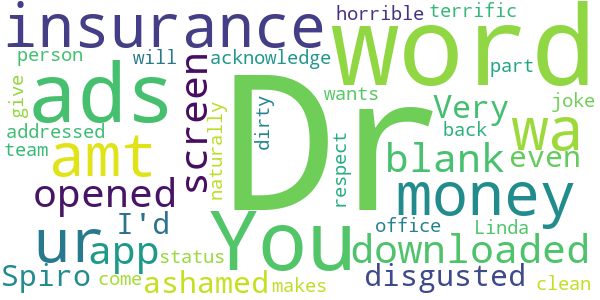 insurance
horrible
terrific
word
person
will
acknowledge
part
ads
screen
Dr
give
wants
joke
addressed
dirty
Very
back
wa
team
amt
naturally
respect
blank
even
opened
money
ur
I'd
You
office
Linda
app
status
downloaded
Spiro
come
ashamed
makes
disgusted
clean